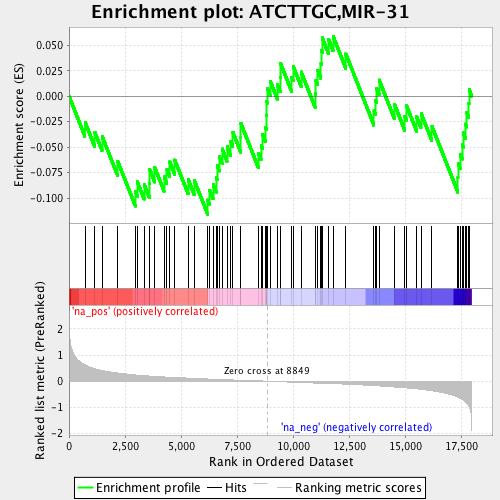 Enrichment plot: ATCTTGC,MIR-31
Enrichment score (ES)
0.050
0.025
0.000
-0.025
-0.050
-0.075
-0.100
'na_pos' (positively correlated)
Ranked list metric (PreRanked)
2
1
0
-1
-2
Zero cross at 8849
'na_neg' (negatively correlated)
0
2,500
5,000
7,500
10,000
12,500
15,000
17,500
Rank in Ordered Dataset
Enrichment profile
Hits
Ranking metric scores